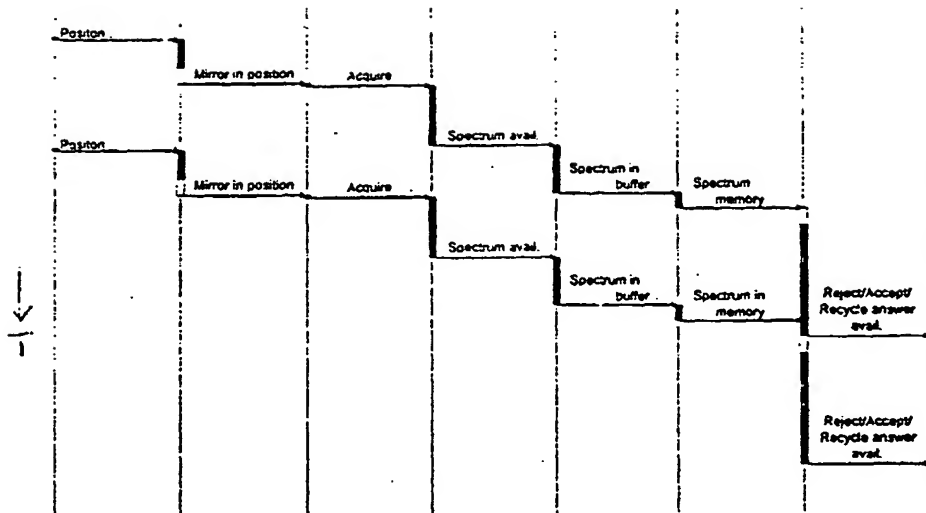 Position
Mirror in position
Acquire
Spectrum avail.
Spectrum in
buffer
Spectrum
memory
Position
Mirror in position
Acquire
Spectrum avail.
Spectrum in
buffer
Spectrum in
memory
Reject/Accept/
Recycle answer
avail.
Reject/Accept/
Recycle answer
avail.